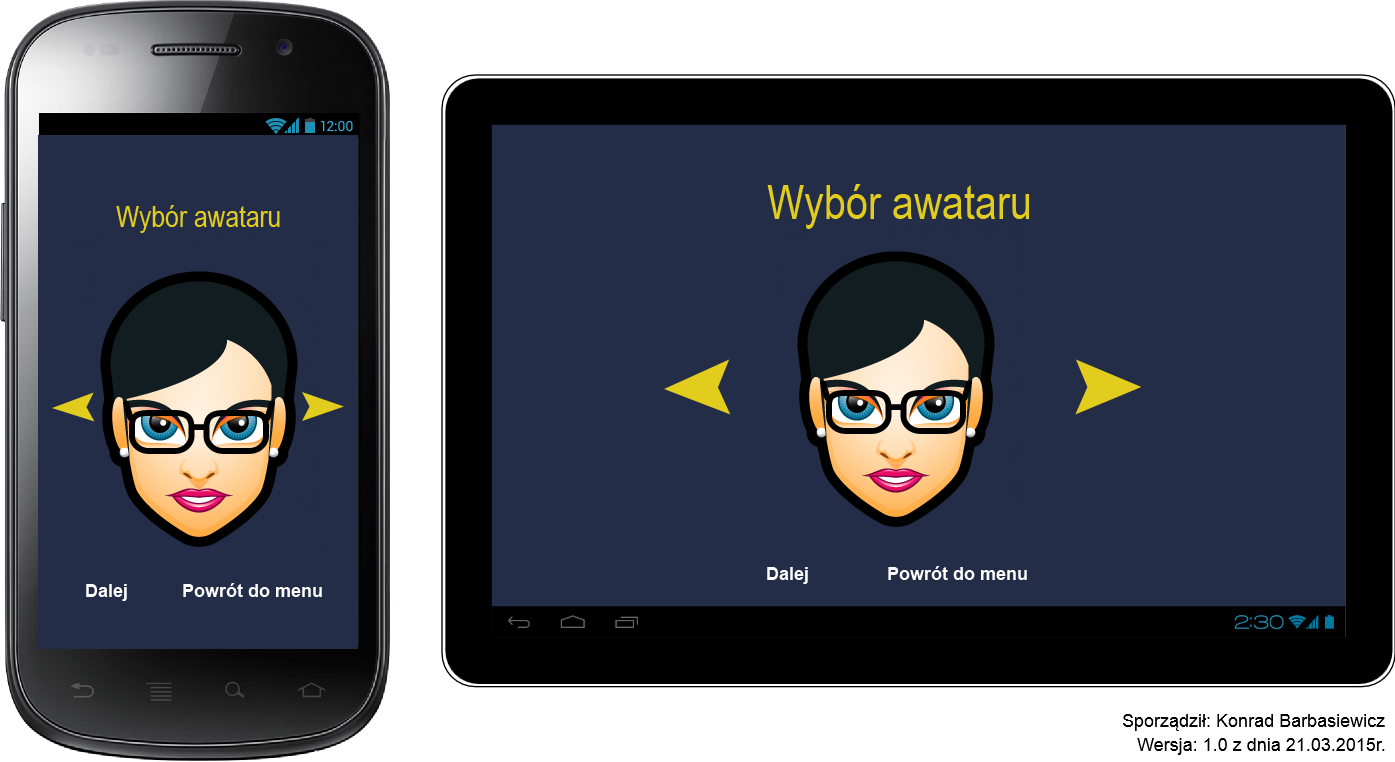 12:00
Wybór awataru
Dalej Powrót do menu
Wybór awataru
Dalej Powrót do menu
2:30
Sporządził: Konrad Barbasiewicz
Wersja: 1.0 z dnia 21.03.2015r.